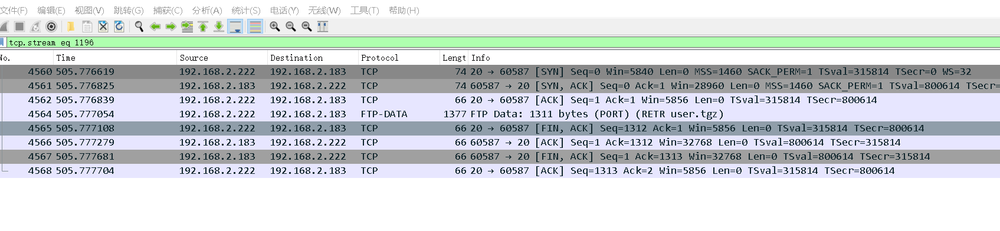 文件(F) 编辑(E) 视图(V) 跳转(G) 捕获(C) 分析(A) 统计(S) 电话(Y) 无线(W) 工具(T) 帮助(H)
tcp.stream eq 1196
No. Time Source Destination Protocol Lengt Info
4560 505.776619 192.168.2.222 192.168.2.183 TCP 74 20 → 60587 [SYN] Seq=0 Win=5840 Len=0 MSS=1460 SACK_PERM=1 TSval=315814 TSecr=0 WS=32
4561 505.776825 192.168.2.183 192.168.2.222 TCP 74 60587 → 20 [SYN, ACK] Seq=0 Ack=1 Win=28960 Len=0 MSS=1460 SACK_PERM=1 TSval=800614 TSecr=
4562 505.776839 192.168.2.222 192.168.2.183 TCP 66 20 → 60587 [ACK] Seq=1 Ack=1 Win=5856 Len=0 TSval=315814 TSecr=800614
4564 505.777054 192.168.2.222 192.168.2.183 FTP-DATA 1377 FTP Data: 1311 bytes (PORT) (RETR user.tgz)
4565 505.777108 192.168.2.222 192.168.2.183 TCP 66 20 → 60587 [FIN, ACK] Seq=1312 Ack=1 Win=5856 Len=0 TSval=315814 TSecr=800614
4566 505.777279 192.168.2.183 192.168.2.222 TCP 66 60587 → 20 [ACK] Seq=1 Ack=1312 Win=32768 Len=0 TSval=800614 TSecr=315814
4567 505.777681 192.168.2.183 192.168.2.222 TCP 66 60587 → 20 [FIN, ACK] Seq=1 Ack=1313 Win=32768 Len=0 TSval=800614 TSecr=315814
4568 505.777704 192.168.2.222 192.168.2.183 TCP 66 20 → 60587 [ACK] Seq=1313 Ack=2 Win=5856 Len=0 TSval=315814 TSecr=800614